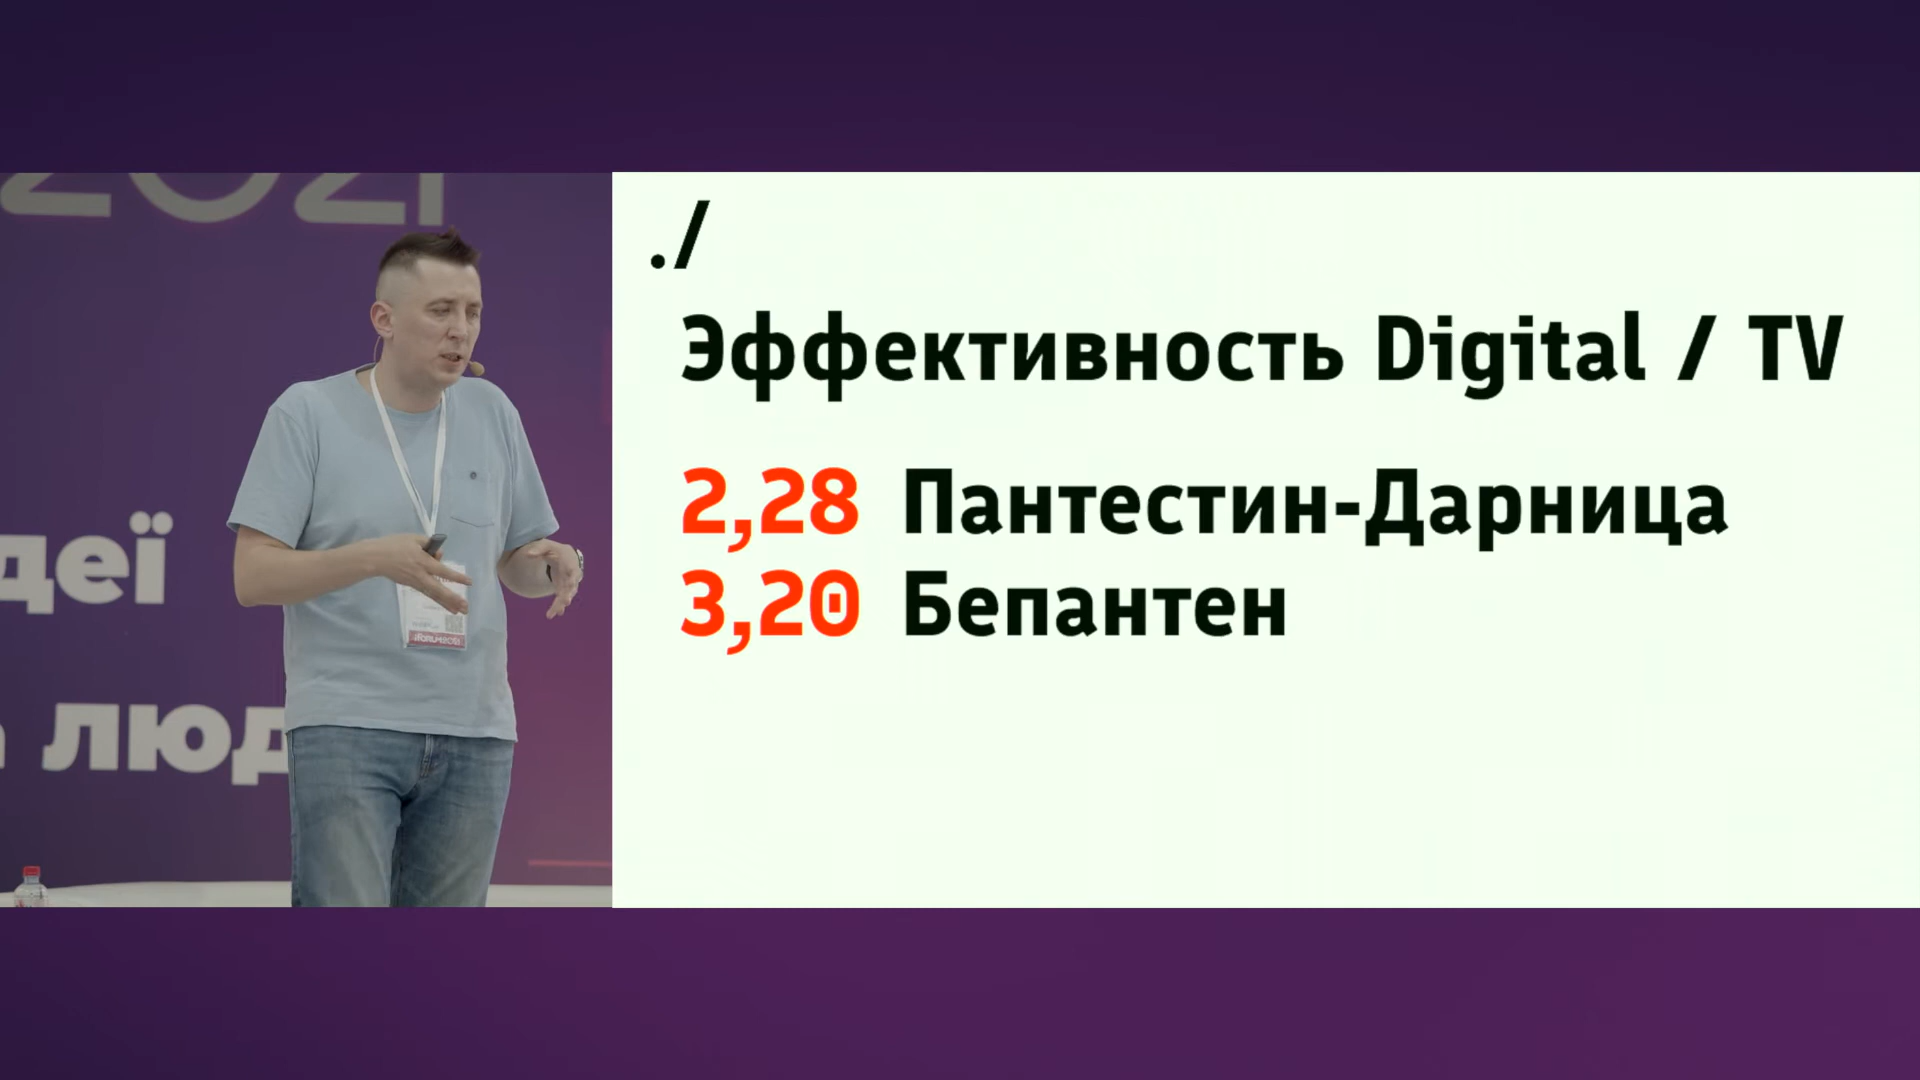 2021
деї
люд
./
Эффективность Digital / TV
2,28 Пантестин-Дарница
3,20 Бепантен